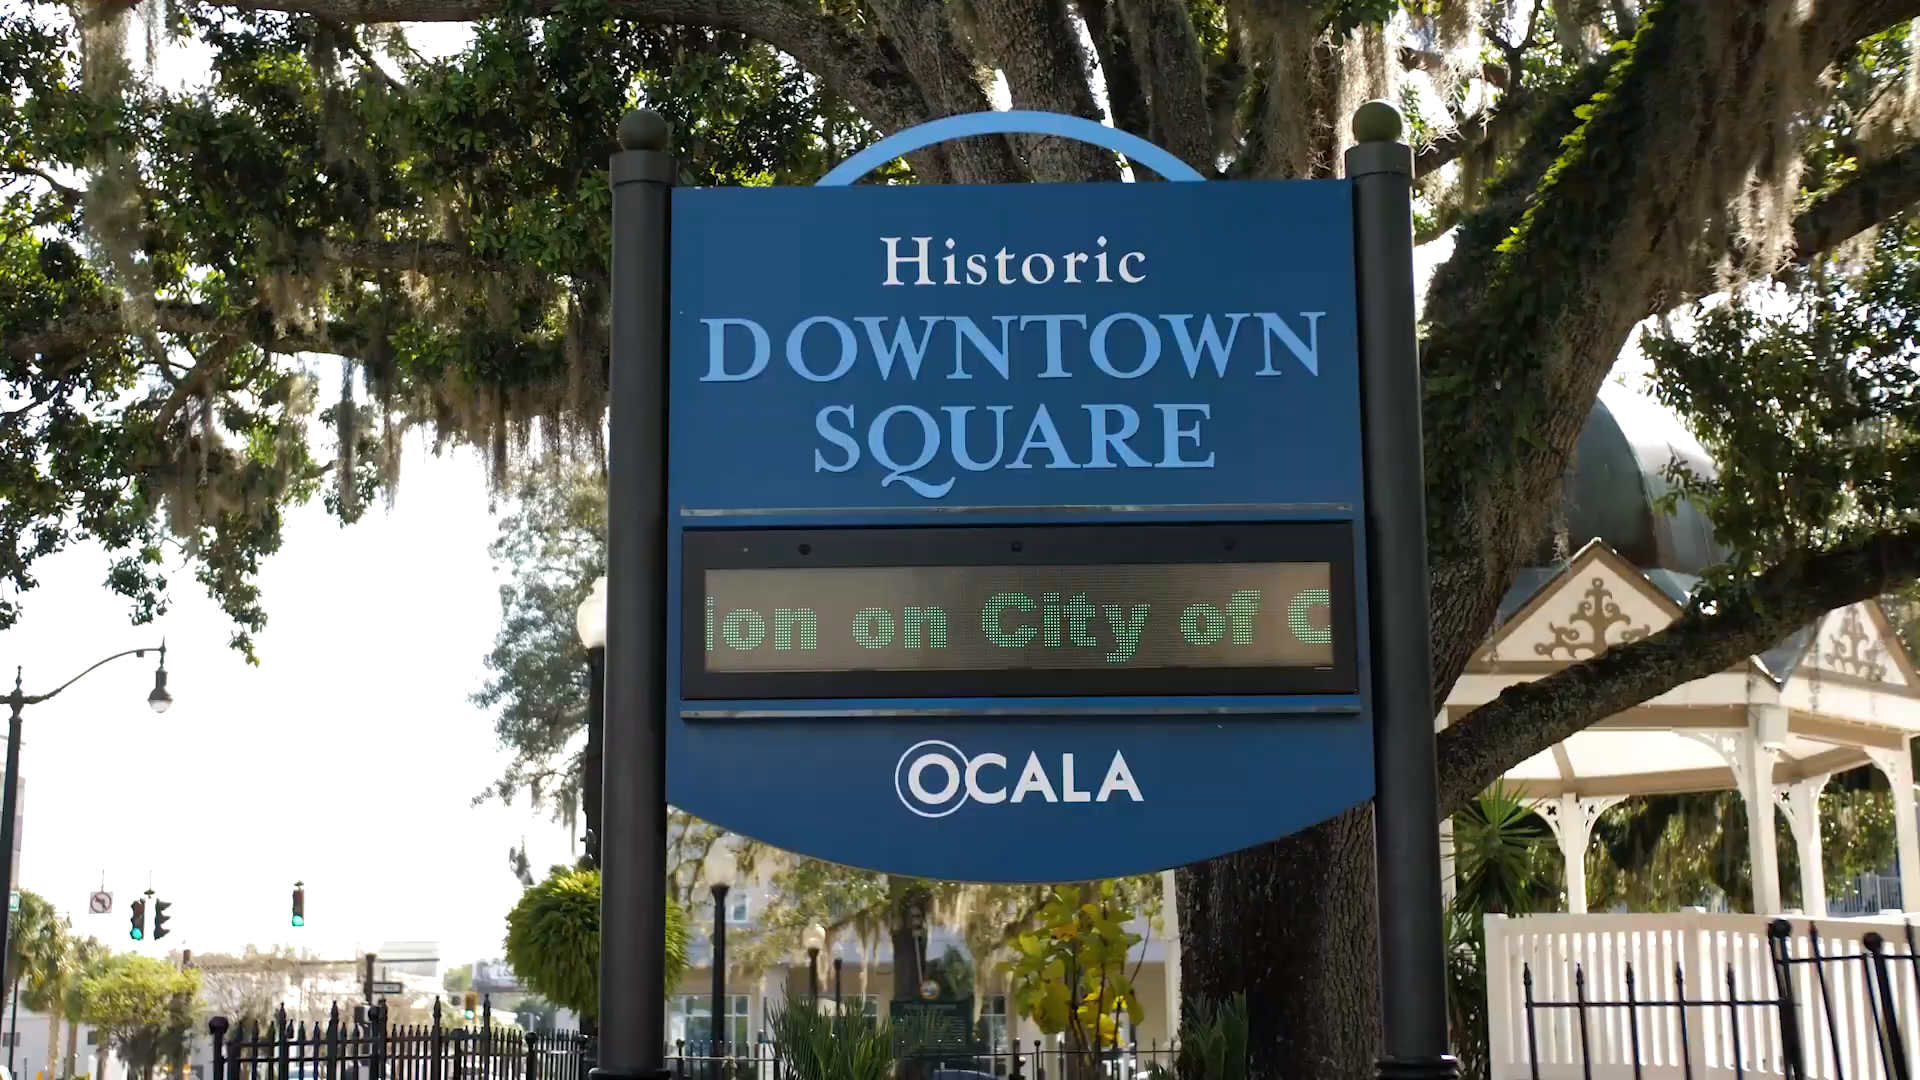 Historic
DOWNTOWN
SQUARE
ion on City of C
OCALA